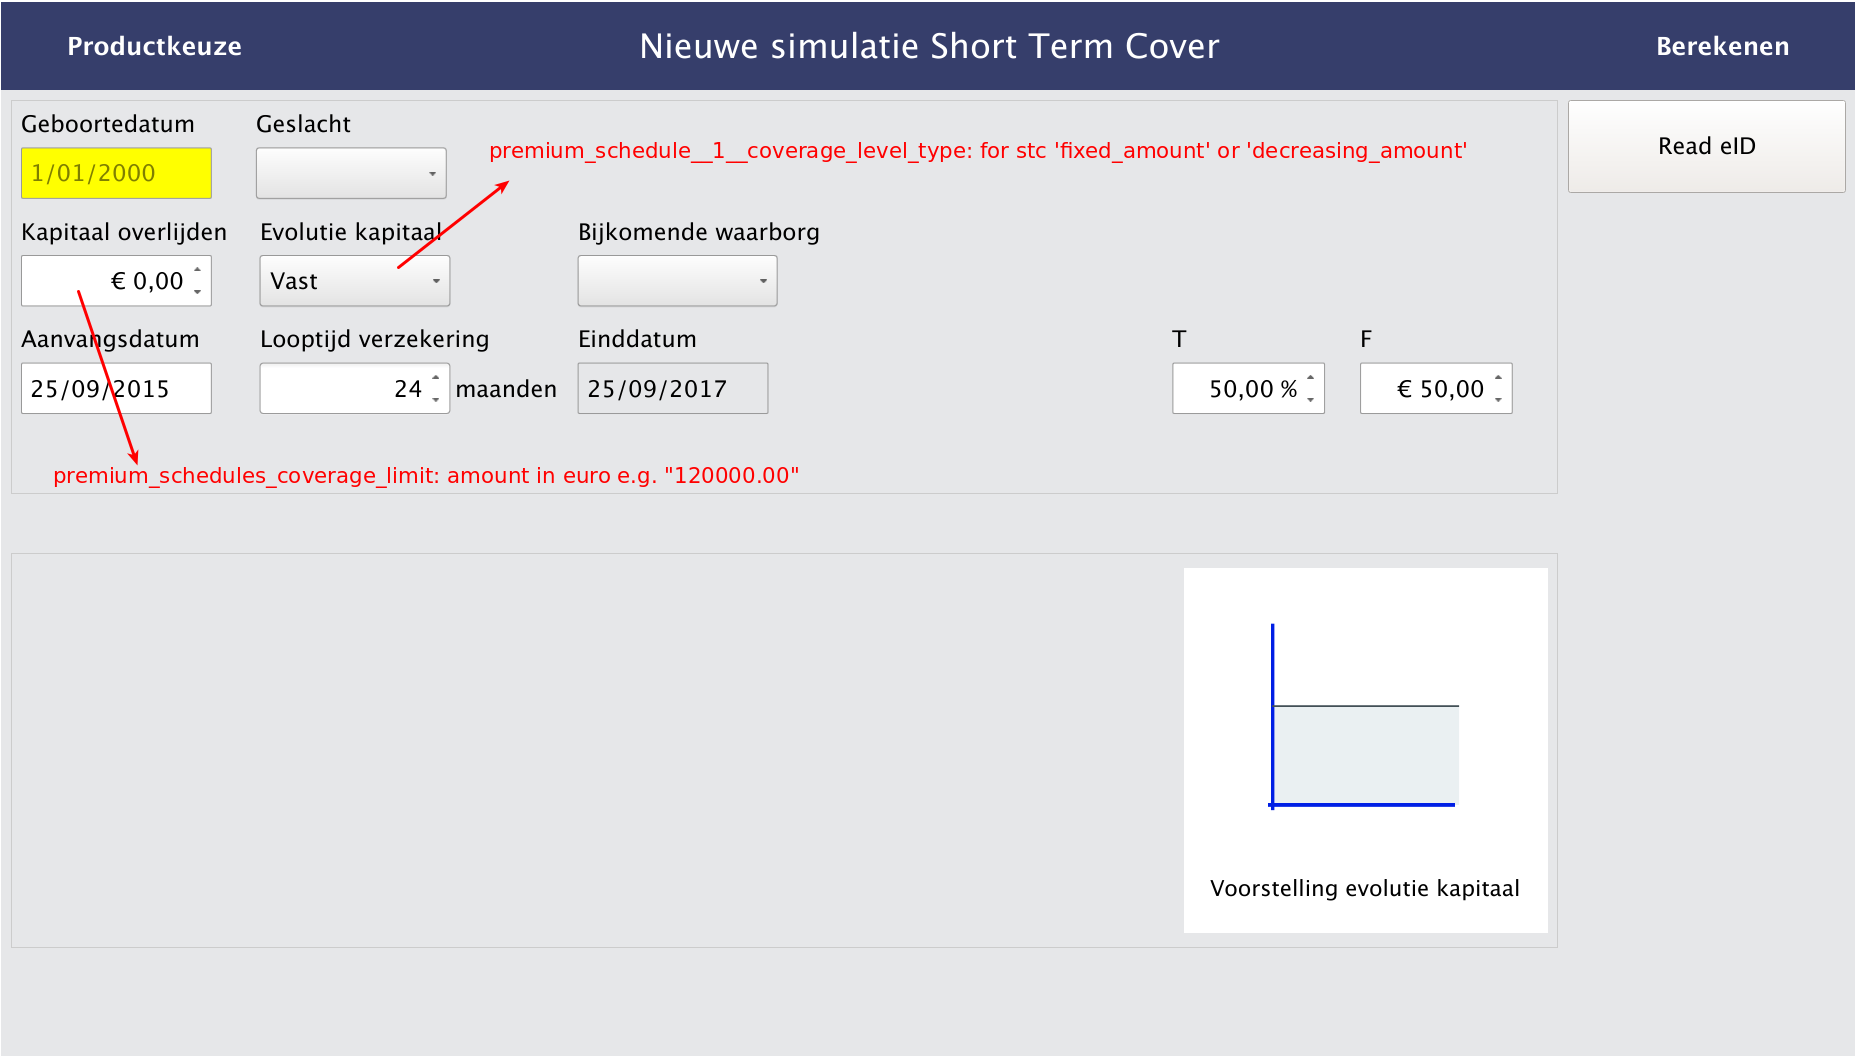 Productkeuze Nieuwe simulatie Short Term Cover Berekenen
Geboortedatum Geslacht
premium_schedule__1__coverage_level_type: for stc 'fixed_amount' or 'decreasing_amount'
Read eID
1/01/2000
Kapitaal overlijden Evolutie kapitaal Bijkomende waarborg
€ 0,00 Vast
Aanvangsdatum Looptijd verzekering Einddatum T F
25/09/2015 24 maanden 25/09/2017 50,00 % € 50,00
premium_schedules_coverage_limit: amount in euro e.g. "120000.00"
Voorstelling evolutie kapitaal